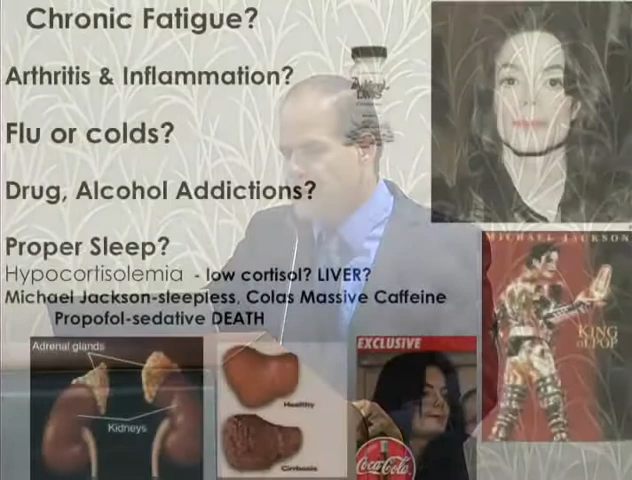 Chronic Fatigue?
Arthritis & Inflammation?
Flu or colds?
Drug, Alcohol Addictions?
Proper Sleep?
Hypocortisolemia - low cortisol? LIVER?
Michael Jackson-sleepless, Colas Massive Caffeine
Propofol-sedative DEATH
MICHAEL JACKSON
KING
of POP
Adrenal glands
Kidneys
Healthy
Cirrhosis
EXCLUSIVE
Coca-Cola